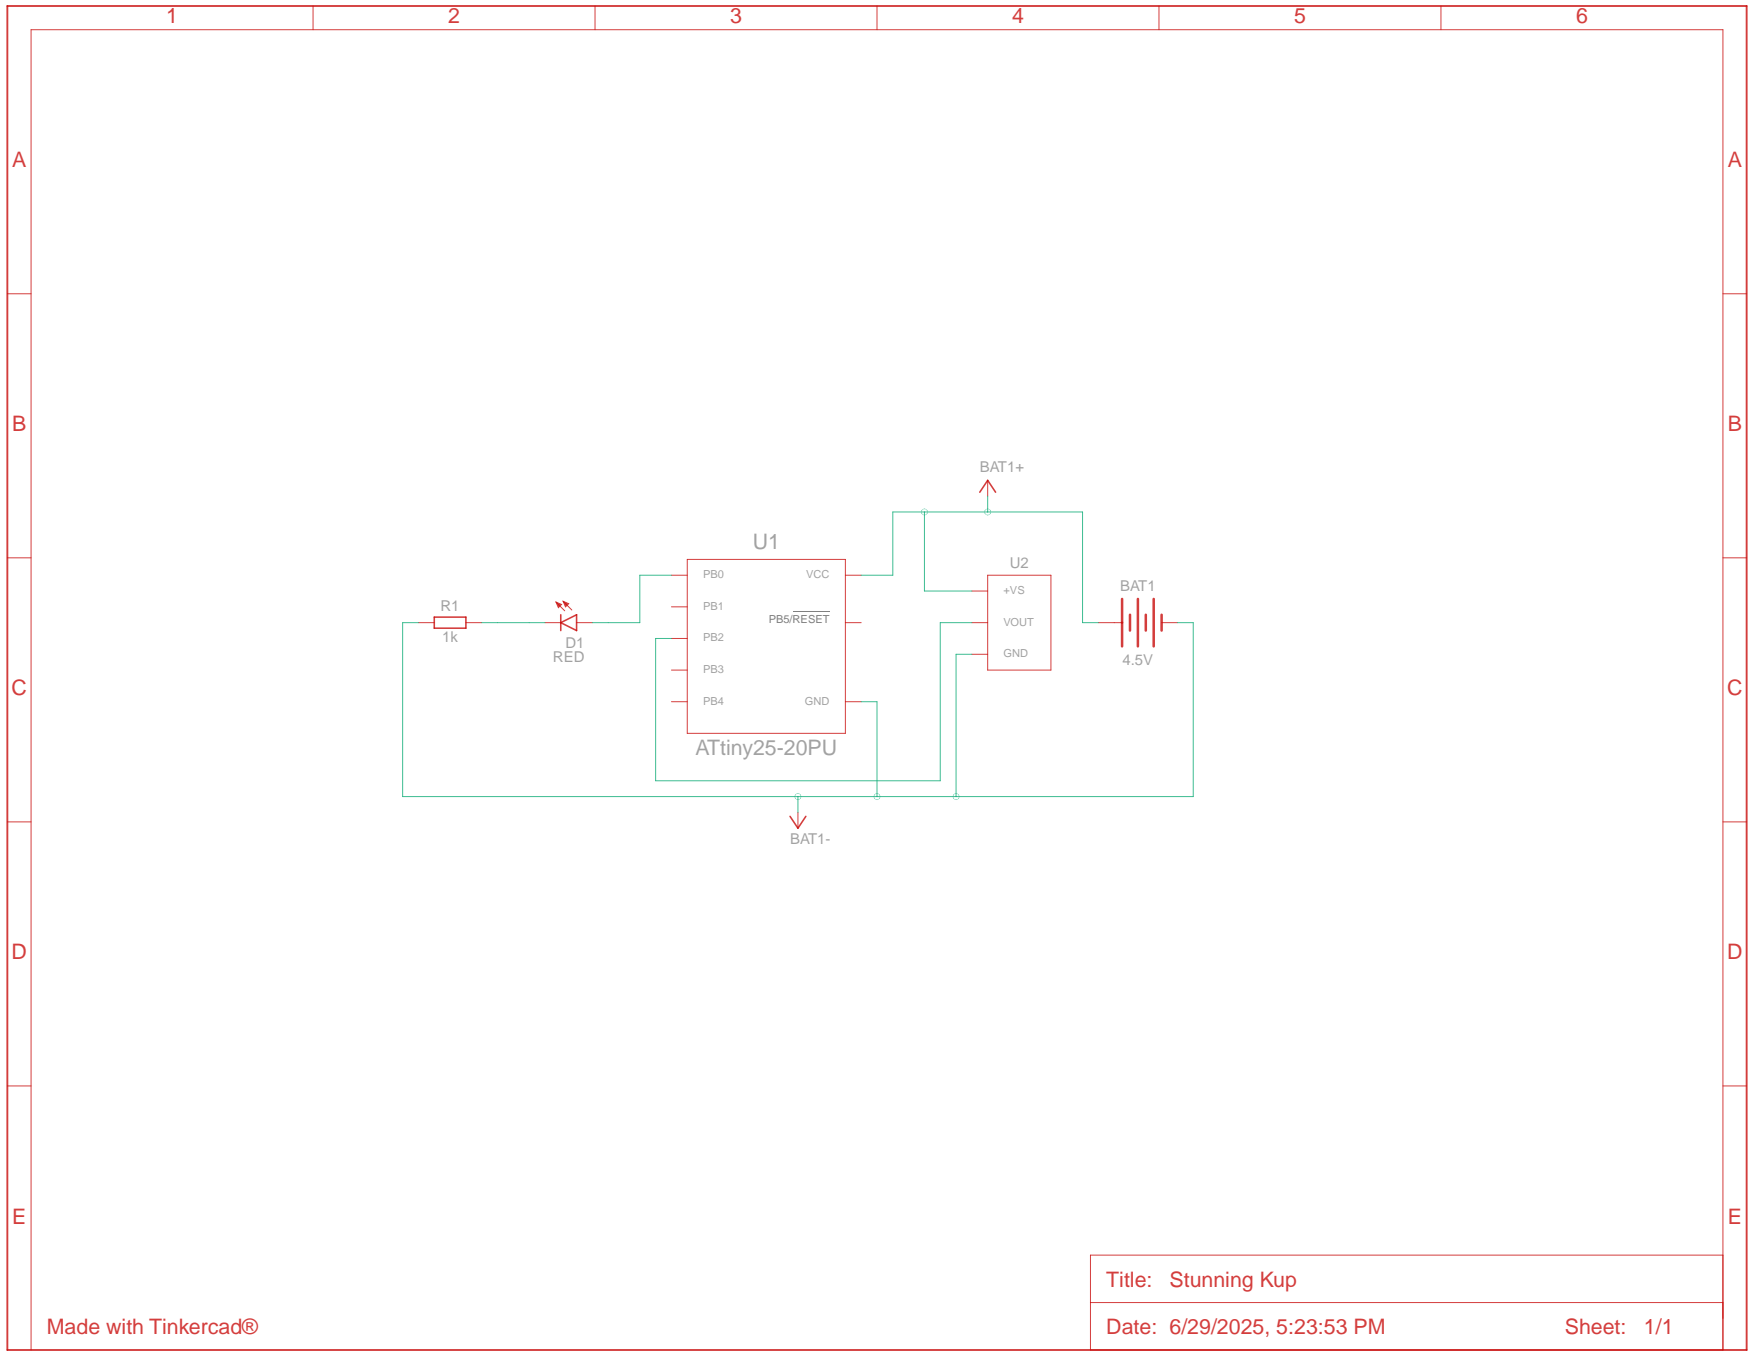 1 2 3 4 5 6
A A
B B
BAT1+
U1
U2
PB0 VCC
+VS
BAT1
R1
PB1
PB5/RESET
VOUT
1k
PB2
D1
RED
GND
4.5V
PB3
C C
PB4 GND
ATtiny25-20PU
BAT1-
D D
E E
Title: Stunning Kup
Made with Tinkercad®
Date: 6/29/2025, 5:23:53 PM Sheet: 1/1